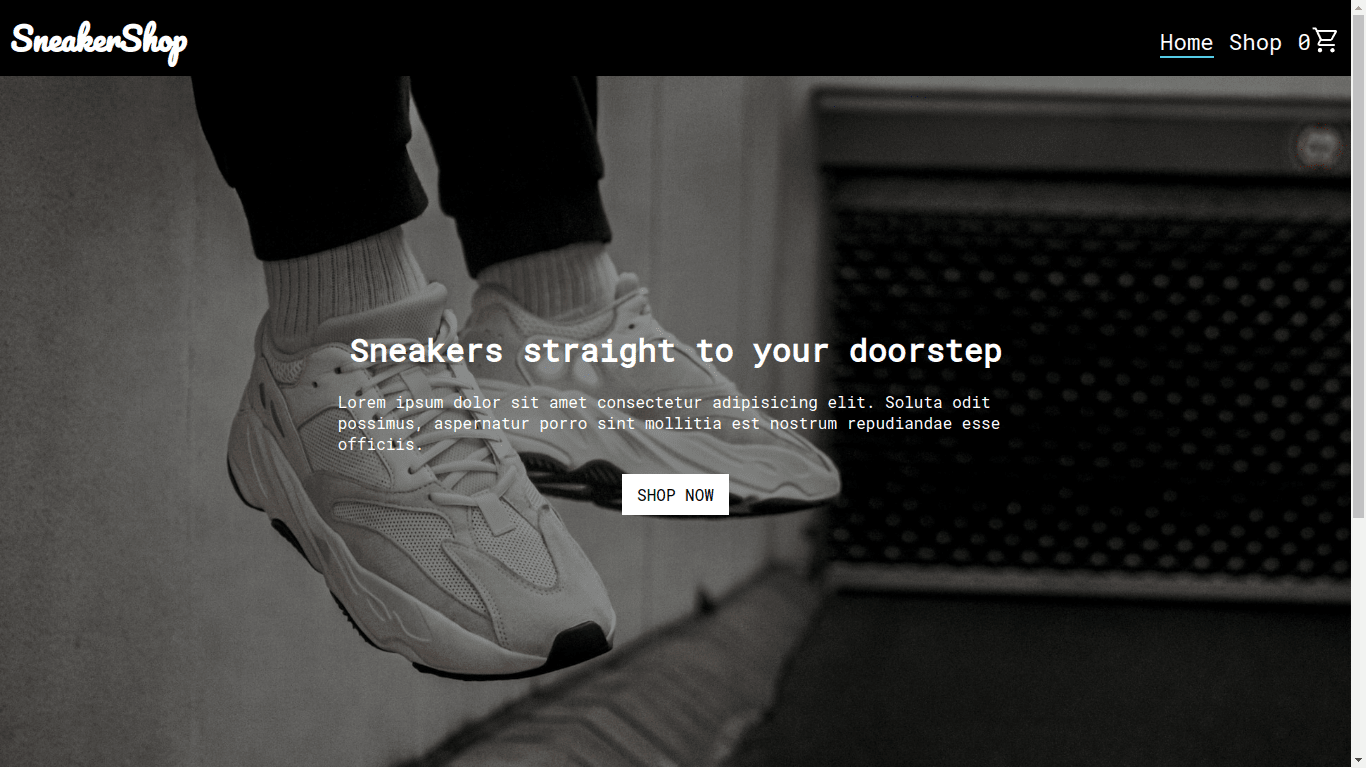 SneakerShop
Home Shop 0
Sneakers straight to your doorstep
Lorem ipsum dolor sit amet consectetur adipisicing elit. Soluta odit
possimus, aspernatur porro sint mollitia est nostrum repudiandae esse
officiis.
SHOP NOW